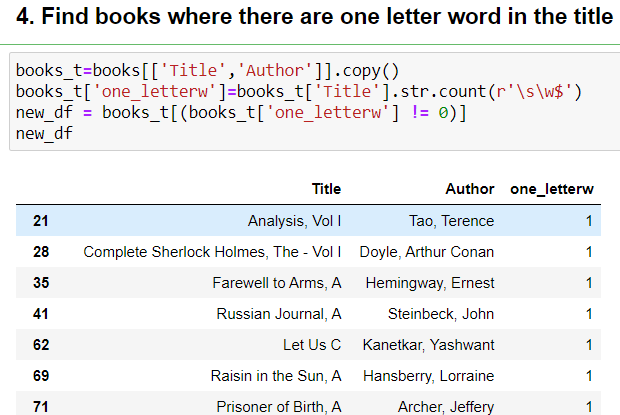 4. Find books where there are one letter word in the title
books_t=books[['Title','Author']].copy()
books_t['one_letterw']=books_t['Title'].str.count(r'\s\w$')
new_df = books_t[(books_t['one_letterw'] != 0)]
new_df
Title Author one_letterw
21 Analysis, Vol I Tao, Terence 1
28 Complete Sherlock Holmes, The - Vol I Doyle, Arthur Conan 1
35 Farewell to Arms, A Hemingway, Ernest 1
41 Russian Journal, A Steinbeck, John 1
62 Let Us C Kanetkar, Yashwant 1
69 Raisin in the Sun, A Hansberry, Lorraine 1
71 Prisoner of Birth, A Archer, Jeffery 1